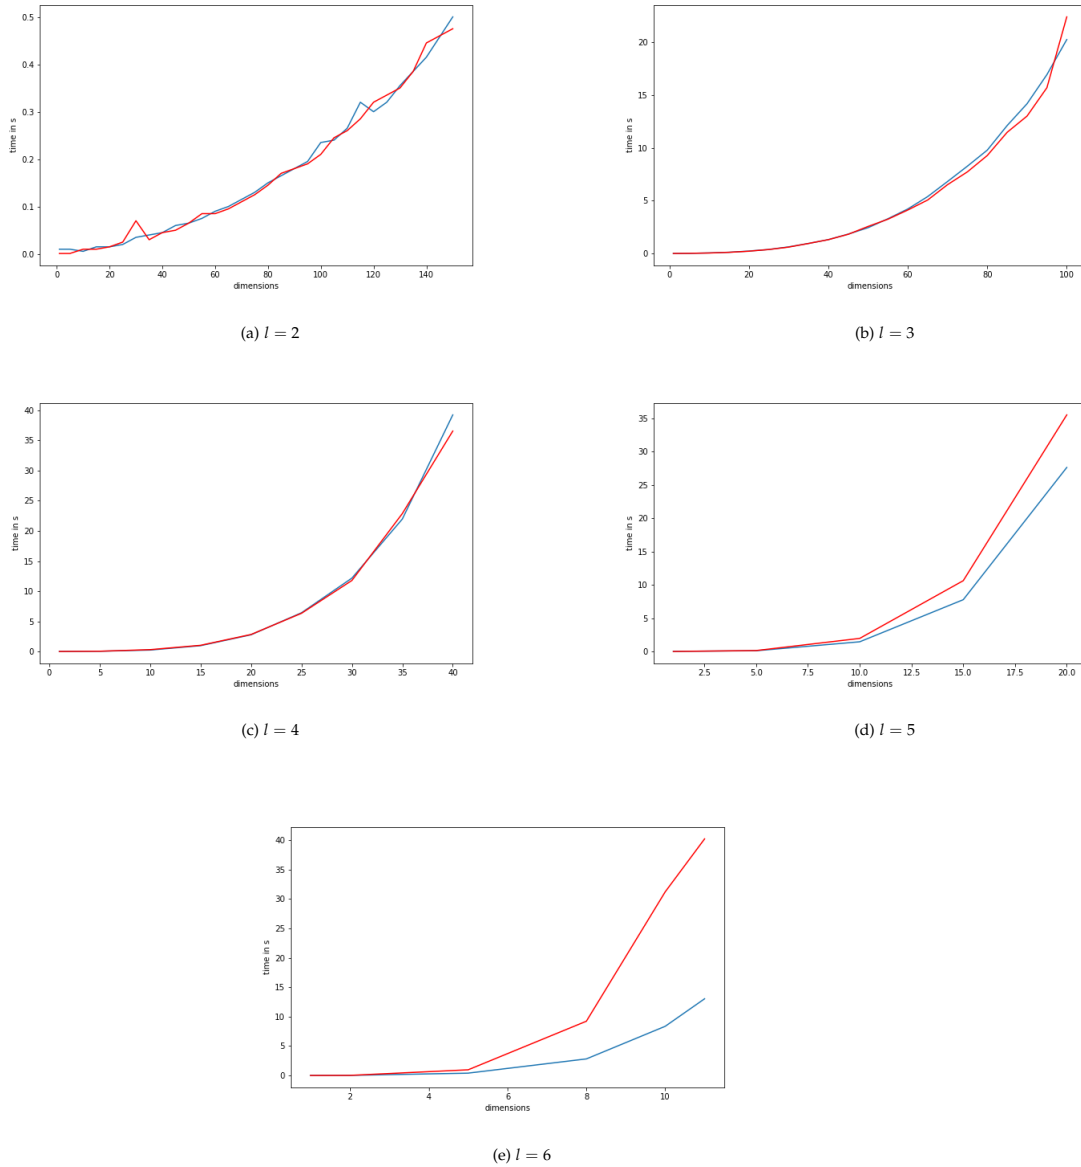 0.5
0.4
0.3
0.2
0.1
0.0
time in s
0 20 40 60 80 100 120 140
dimensions
(a) l = 2
20
15
10
5
0
time in s
0 20 40 60 80 100
dimensions
(b) l = 3
40
35
30
25
20
15
10
5
0
time in s
0 5 10 15 20 25 30 35 40
dimensions
(c) l = 4
35
30
25
20
15
10
5
0
time in s
2.5 5.0 7.5 10.0 12.5 15.0 17.5 20.0
dimensions
(d) l = 5
40
35
30
25
20
15
10
5
0
time in s
2 4 6 8 10
dimensions
(e) l = 6